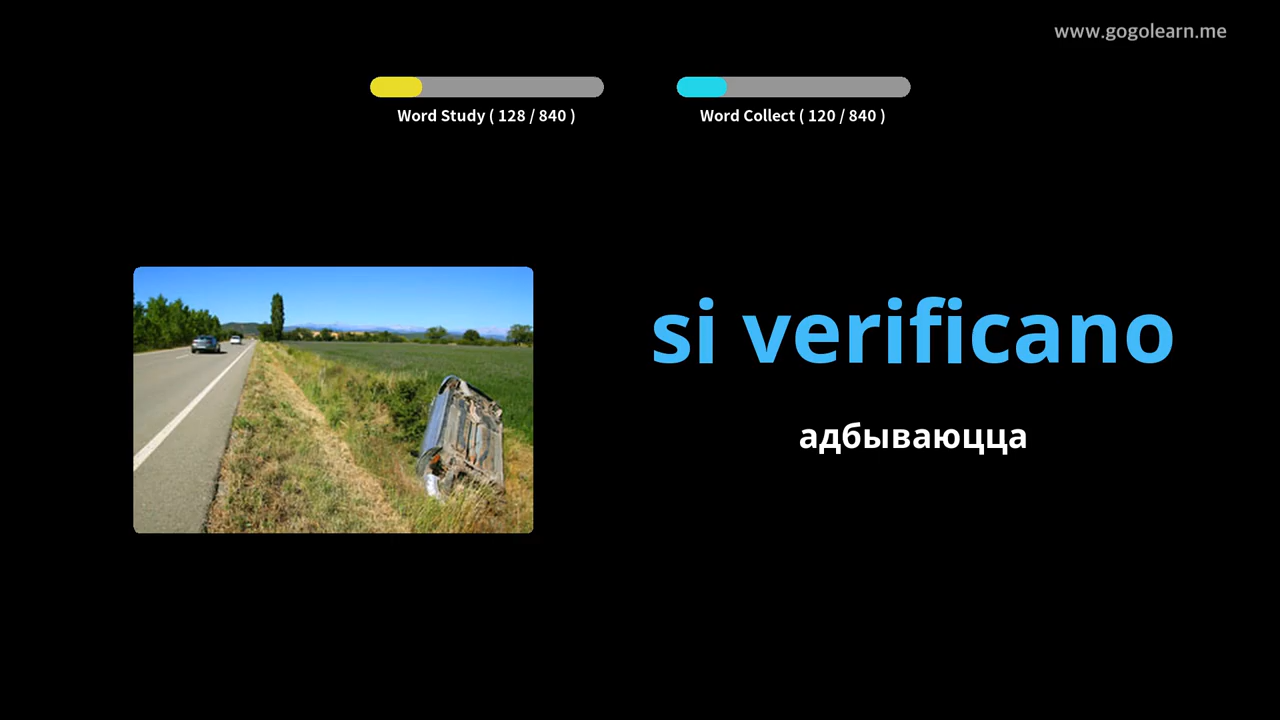 www.gogolearn.me
Word Study ( 128 / 840 )
Word Collect ( 120 / 840 )
si verificano
адбываюцца